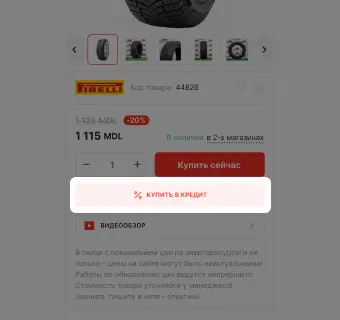 PIRELLI
Код товара: 44826
1 125 MDL -20%
1 115 MDL
В наличии в 2-х магазинах
− 1 + Купить сейчас
КУПИТЬ В КРЕДИТ
ВИДЕООБЗОР
В связи с повышением цен на энергоресурсы и не
только - цены на сайте могут быть неактуальными!
Работы по обновлению цен ведутся непрерывно.
Стоимость товара уточняйте у менеджера!
Звоните, пишите в чате - ответим!